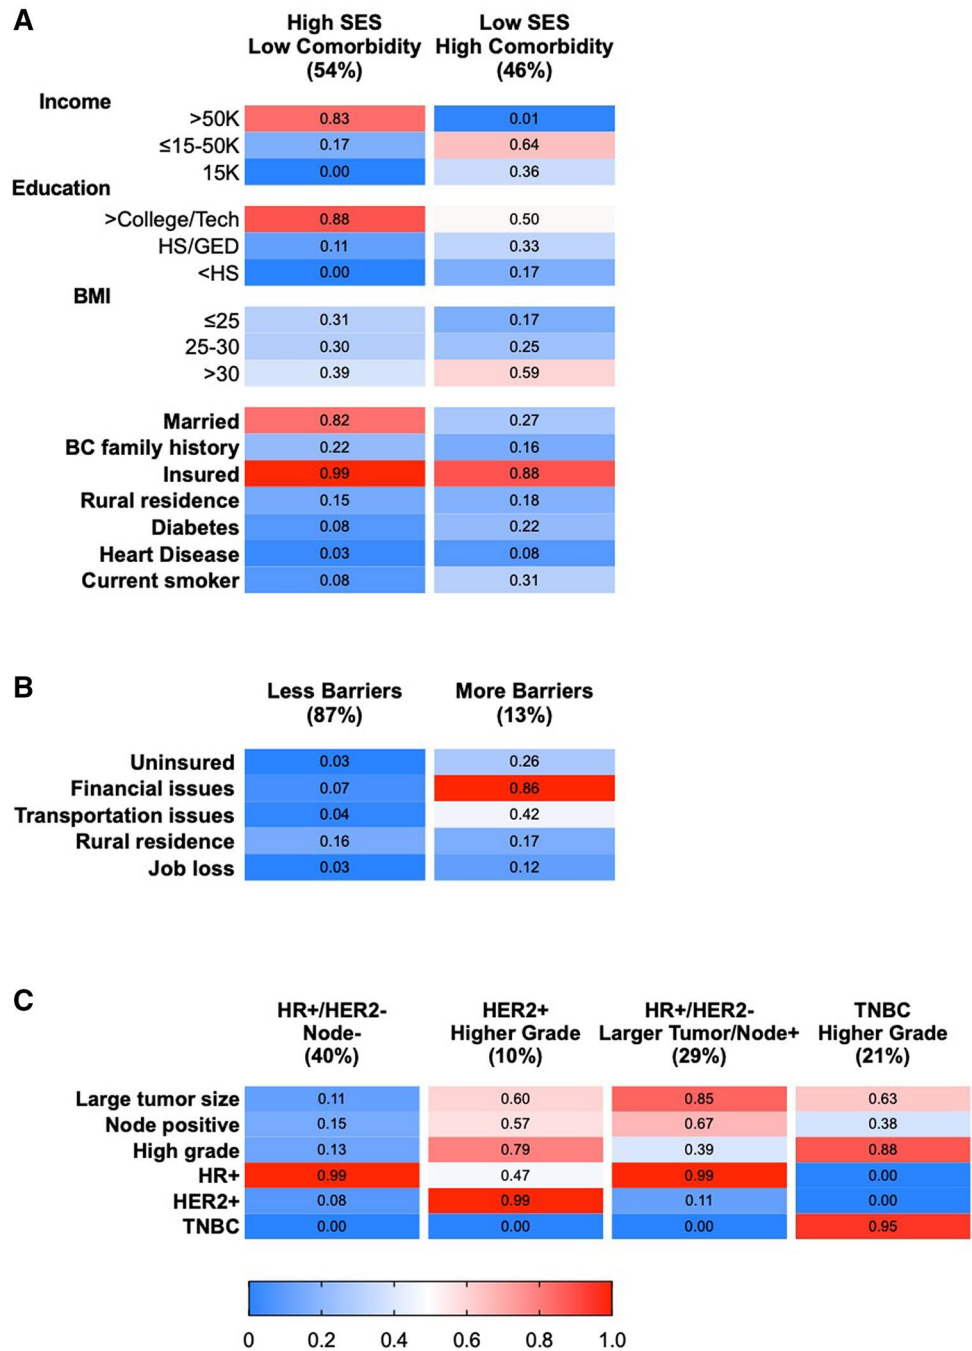 A
High SES Low SES
Low Comorbidity High Comorbidity
(54%) (46%)
Income
>50K 0.83 0.01
≤15-50K 0.17 0.64
15K 0.00 0.36
Education
>College/Tech 0.88 0.50
HS/GED 0.11 0.33
<HS 0.00 0.17
BMI
≤25 0.31 0.17
25-30 0.30 0.25
>30 0.39 0.59
Married 0.82 0.27
BC family history 0.22 0.16
Insured 0.99 0.88
Rural residence 0.15 0.18
Diabetes 0.08 0.22
Heart Disease 0.03 0.08
Current smoker 0.08 0.31
B
Less Barriers More Barriers
(87%) (13%)
Uninsured 0.03 0.26
Financial issues 0.07 0.86
Transportation issues 0.04 0.42
Rural residence 0.16 0.17
Job loss 0.03 0.12
C
HR+/HER2- HER2+ HR+/HER2- TNBC
Node- Higher Grade Larger Tumor/Node+ Higher Grade
(40%) (10%) (29%) (21%)
Large tumor size 0.11 0.60 0.85 0.63
Node positive 0.15 0.57 0.67 0.38
High grade 0.13 0.79 0.39 0.88
HR+ 0.99 0.47 0.99 0.00
HER2+ 0.08 0.99 0.11 0.00
TNBC 0.00 0.00 0.00 0.95
0 0.2 0.4 0.6 0.8 1.0